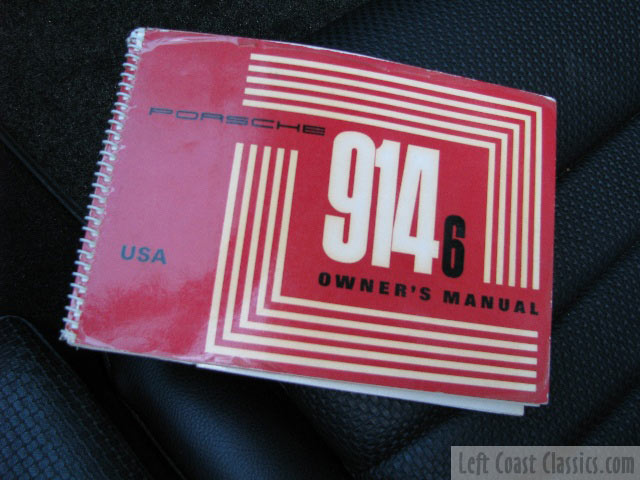 PORSCHE
914 6
USA
OWNER'S MANUAL
Left Coast Classics.com